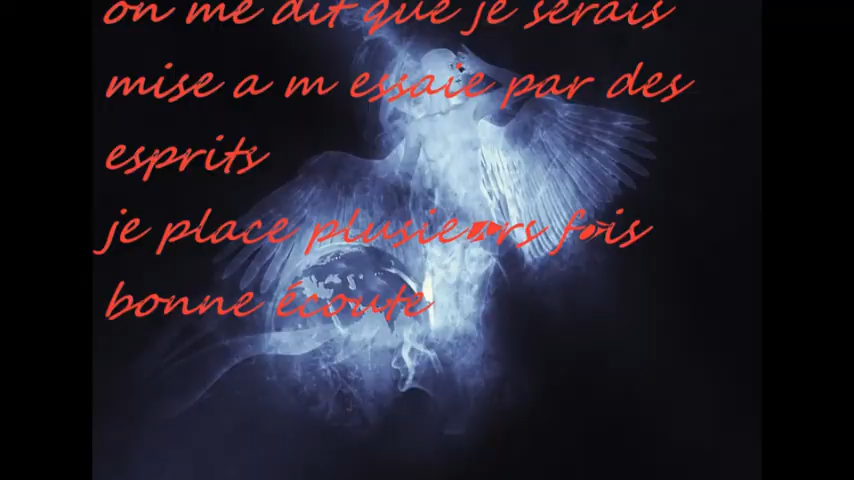 on me dit que je serais
mise a m essaie par des
esprits
je place plusieurs fois
bonne écoute